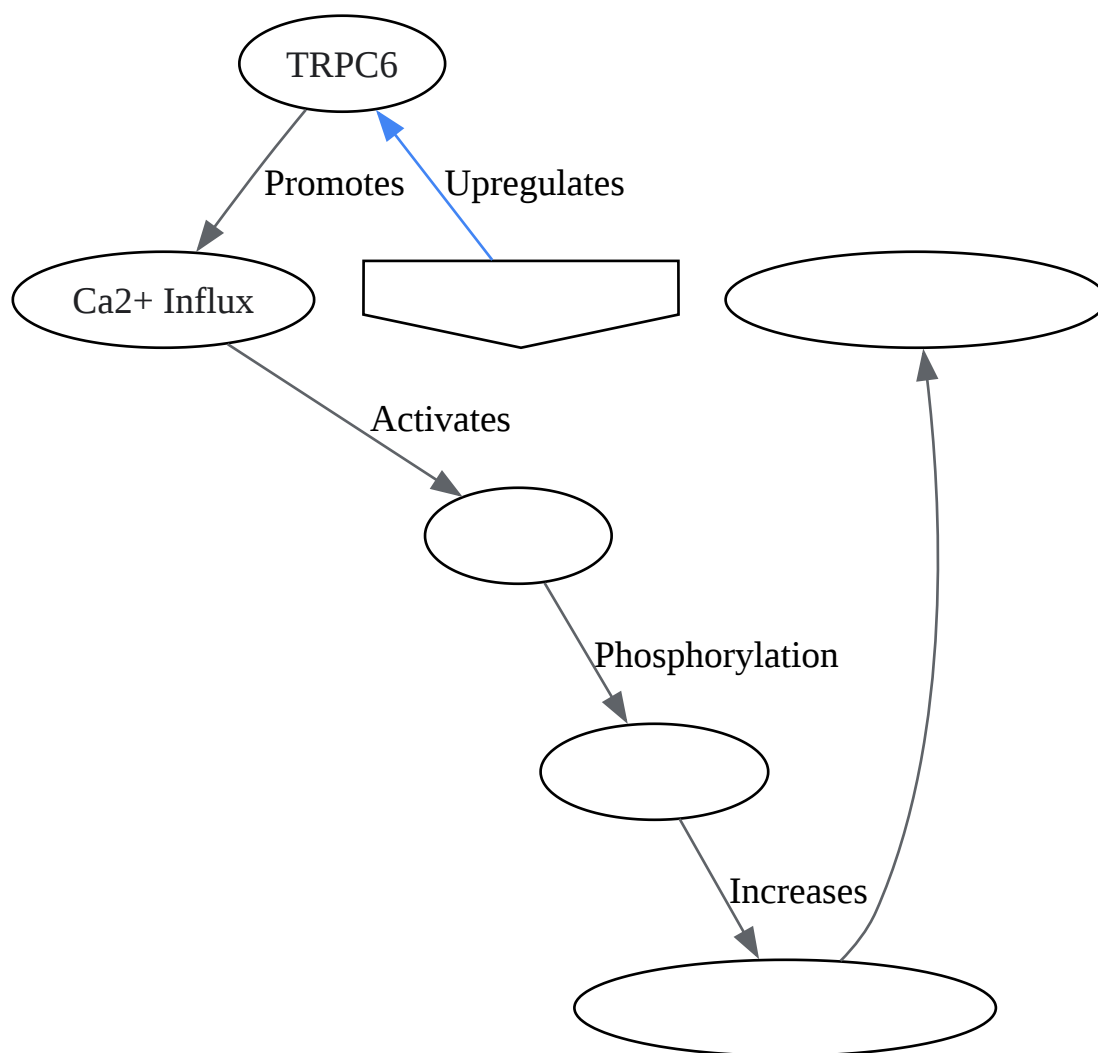 TRPC6
Promotes
Upregulates
Ca2+ Influx
Activates
Phosphorylation
Increases